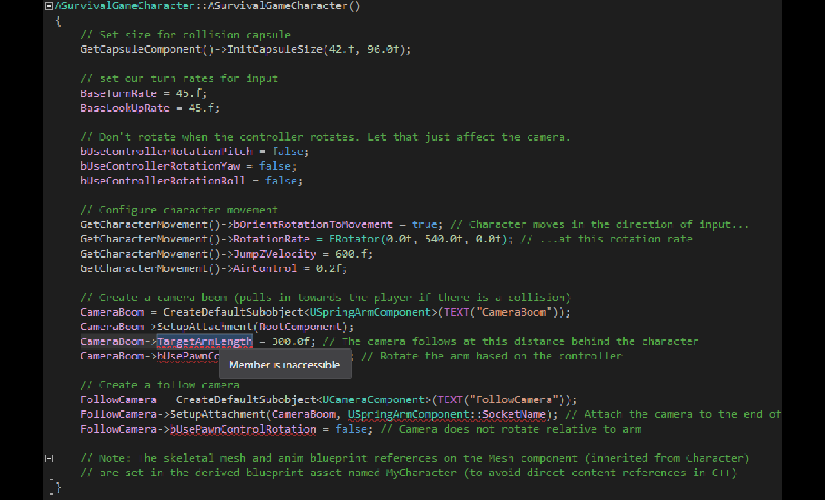 ASurvivalGameCharacter::ASurvivalGameCharacter()
{
// Set size for collision capsule
GetCapsuleComponent()->InitCapsuleSize(42.f, 96.0f);
// set our turn rates for input
BaseTurnRate = 45.f;
BaseLookUpRate = 45.f;
// Don't rotate when the controller rotates. Let that just affect the camera.
bUseControllerRotationPitch = false;
bUseControllerRotationYaw = false;
bUseControllerRotationRoll = false;
// Configure character movement
GetCharacterMovement()->bOrientRotationToMovement = true; // Character moves in the direction of input...
GetCharacterMovement()->RotationRate = FRotator(0.0f, 540.0f, 0.0f); // ...at this rotation rate
GetCharacterMovement()->JumpZVelocity = 600.f;
GetCharacterMovement()->AirControl = 0.2f;
// Create a camera boom (pulls in towards the player if there is a collision)
CameraBoom = CreateDefaultSubobject<USpringArmComponent>(TEXT("CameraBoom"));
CameraBoom->SetupAttachment(RootComponent);
CameraBoom->TargetArmLength = 300.0f; // The camera follows at this distance behind the character
CameraBoom->bUsePawnCo ; // Rotate the arm based on the controller
Member is inaccessible
// Create a follow camera
FollowCamera = CreateDefaultSubobject<UCameraComponent>(TEXT("FollowCamera"));
FollowCamera->SetupAttachment(CameraBoom, USpringArmComponent::SocketName); // Attach the camera to the end of
FollowCamera->bUsePawnControlRotation = false; // Camera does not rotate relative to arm
// Note: The skeletal mesh and anim blueprint references on the Mesh component (inherited from Character)
// are set in the derived blueprint asset named MyCharacter (to avoid direct content references in C++)
}